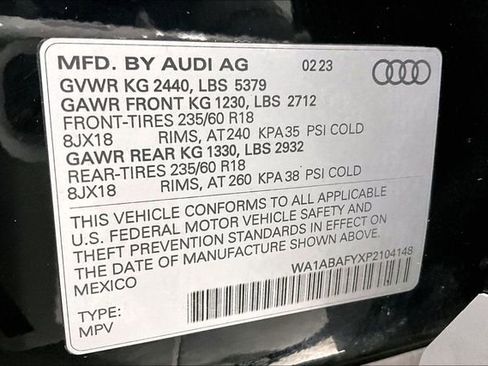 MFD. BY AUDI AG 02 23
GVWR KG 2440, LBS 5379
GAWR FRONT KG 1230, LBS 2712
FRONT-TIRES 235/60 R18
8JX18 RIMS, AT 240 KPA 35 PSI COLD
GAWR REAR KG 1330, LBS 2932
REAR-TIRES 235/60 R18
8JX18 RIMS, AT 260 KPA 38 PSI COLD
THIS VEHICLE CONFORMS TO ALL APPLICABLE
U.S. FEDERAL MOTOR VEHICLE SAFETY AND
THEFT PREVENTION STANDARDS IN EFFECT ON
THE DATE OF MANUFACTURE SHOWN ABOVE.
MEXICO
WA1ABAFYXP2104148
TYPE:
MPV